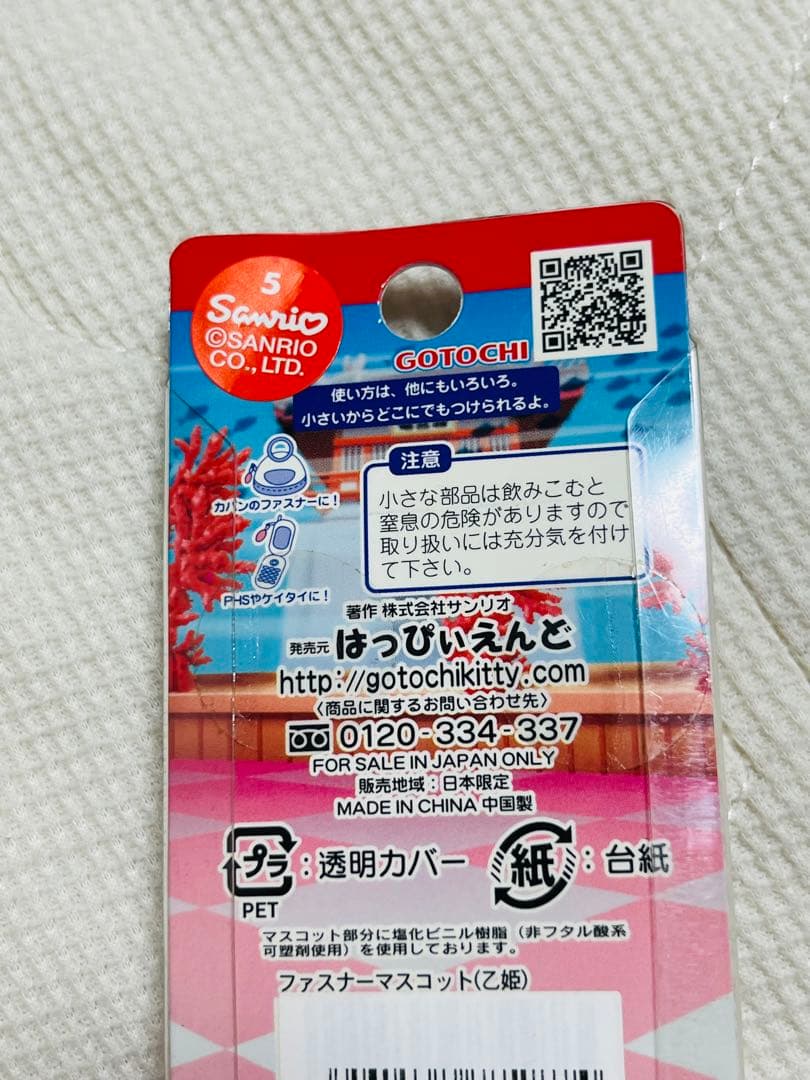 5
Sanrio
©SANRIO
CO., LTD.
GOTOCHI
使い方は、他にもいろいろ。
小さいからどこにでもつけられるよ。
カバンのファスナーに!
PHSやケイタイに!
注意
小さな部品は飲みこむと
窒息の危険がありますので
取り扱いには充分気を付け
て下さい。
著作 株式会社サンリオ
発売元 はっぴぃえんど
http://gotochikitty.com
〈商品に関するお問い合わせ先〉
0120-334-337
FOR SALE IN JAPAN ONLY
販売地域:日本限定
MADE IN CHINA 中国製
プラ:透明カバー
PET
紙:台紙
マスコット部分に塩化ビニル樹脂(非フタル酸系
可塑剤使用)を使用しております。
ファスナーマスコット(乙姫)